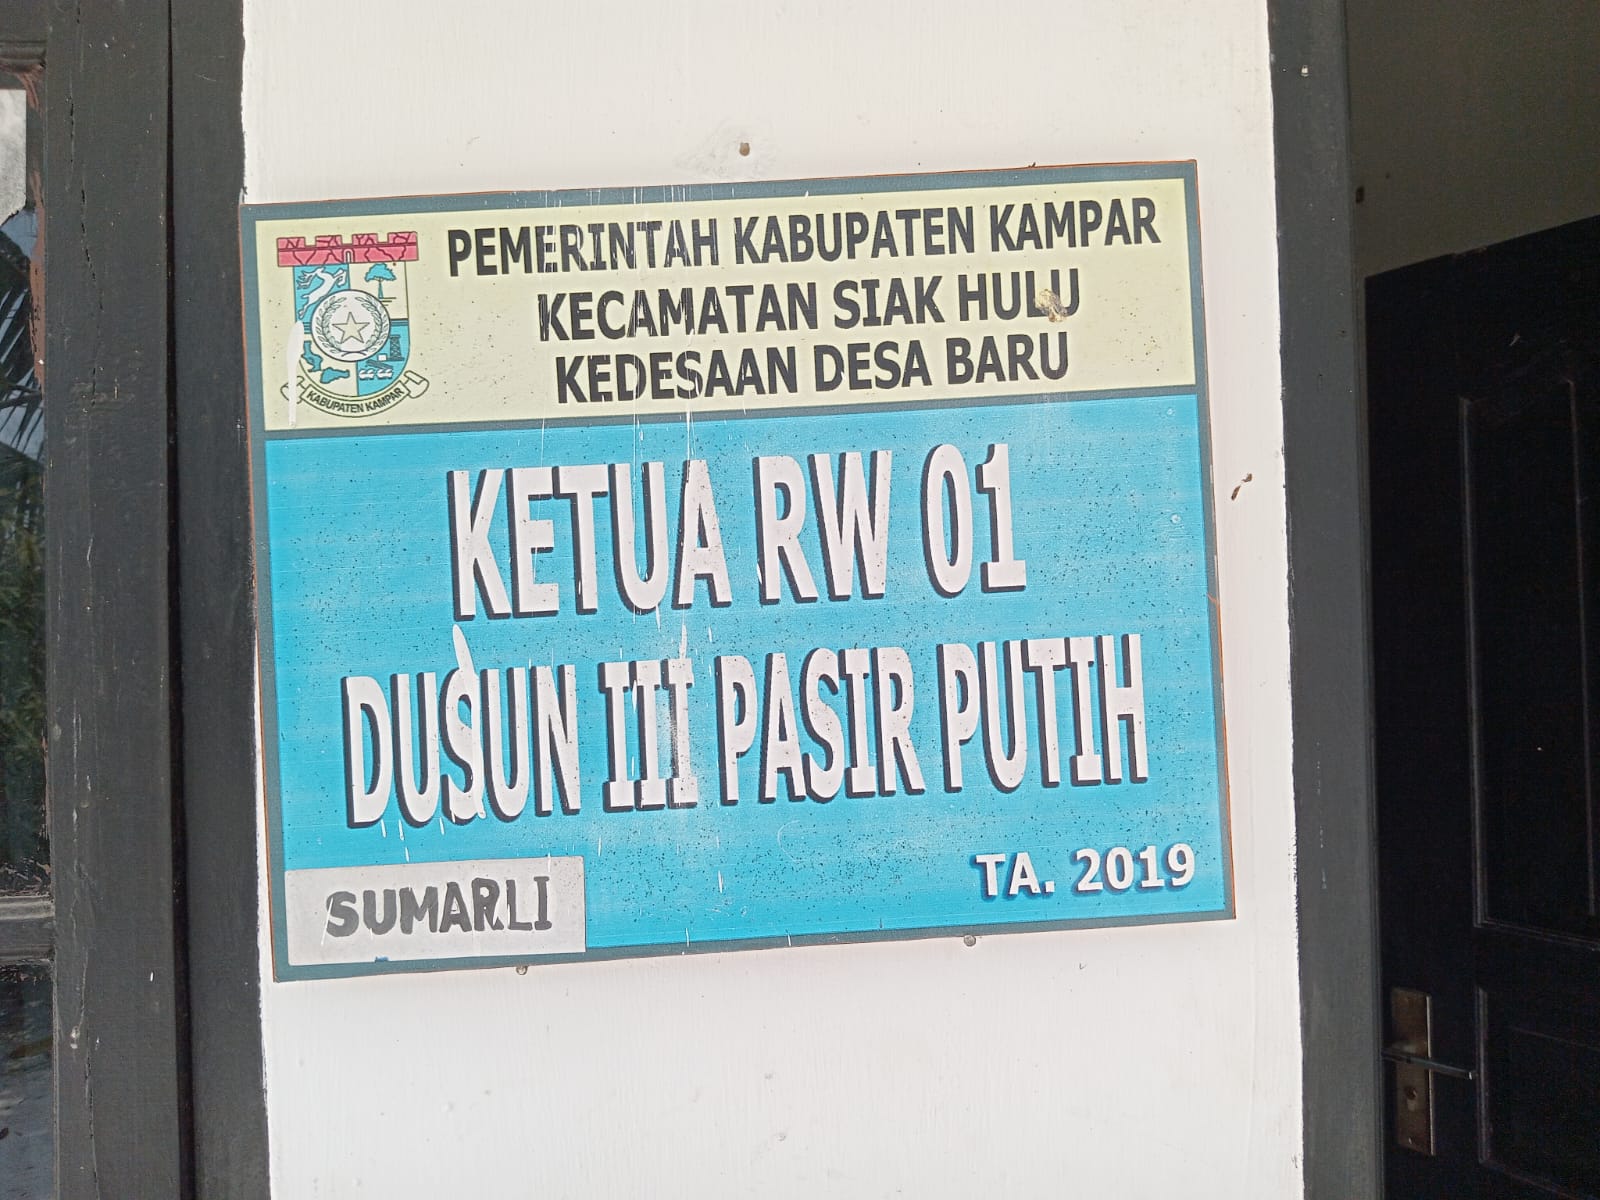 PEMERINTAH KABUPATEN KAMPAR
KECAMATAN SIAK HULU
KEDESAAN DESA BARU
KABUPATEN KAMPAR
KETUA RW 01
DUSUN III PASIR PUTIH
TA. 2019
SUMARLI